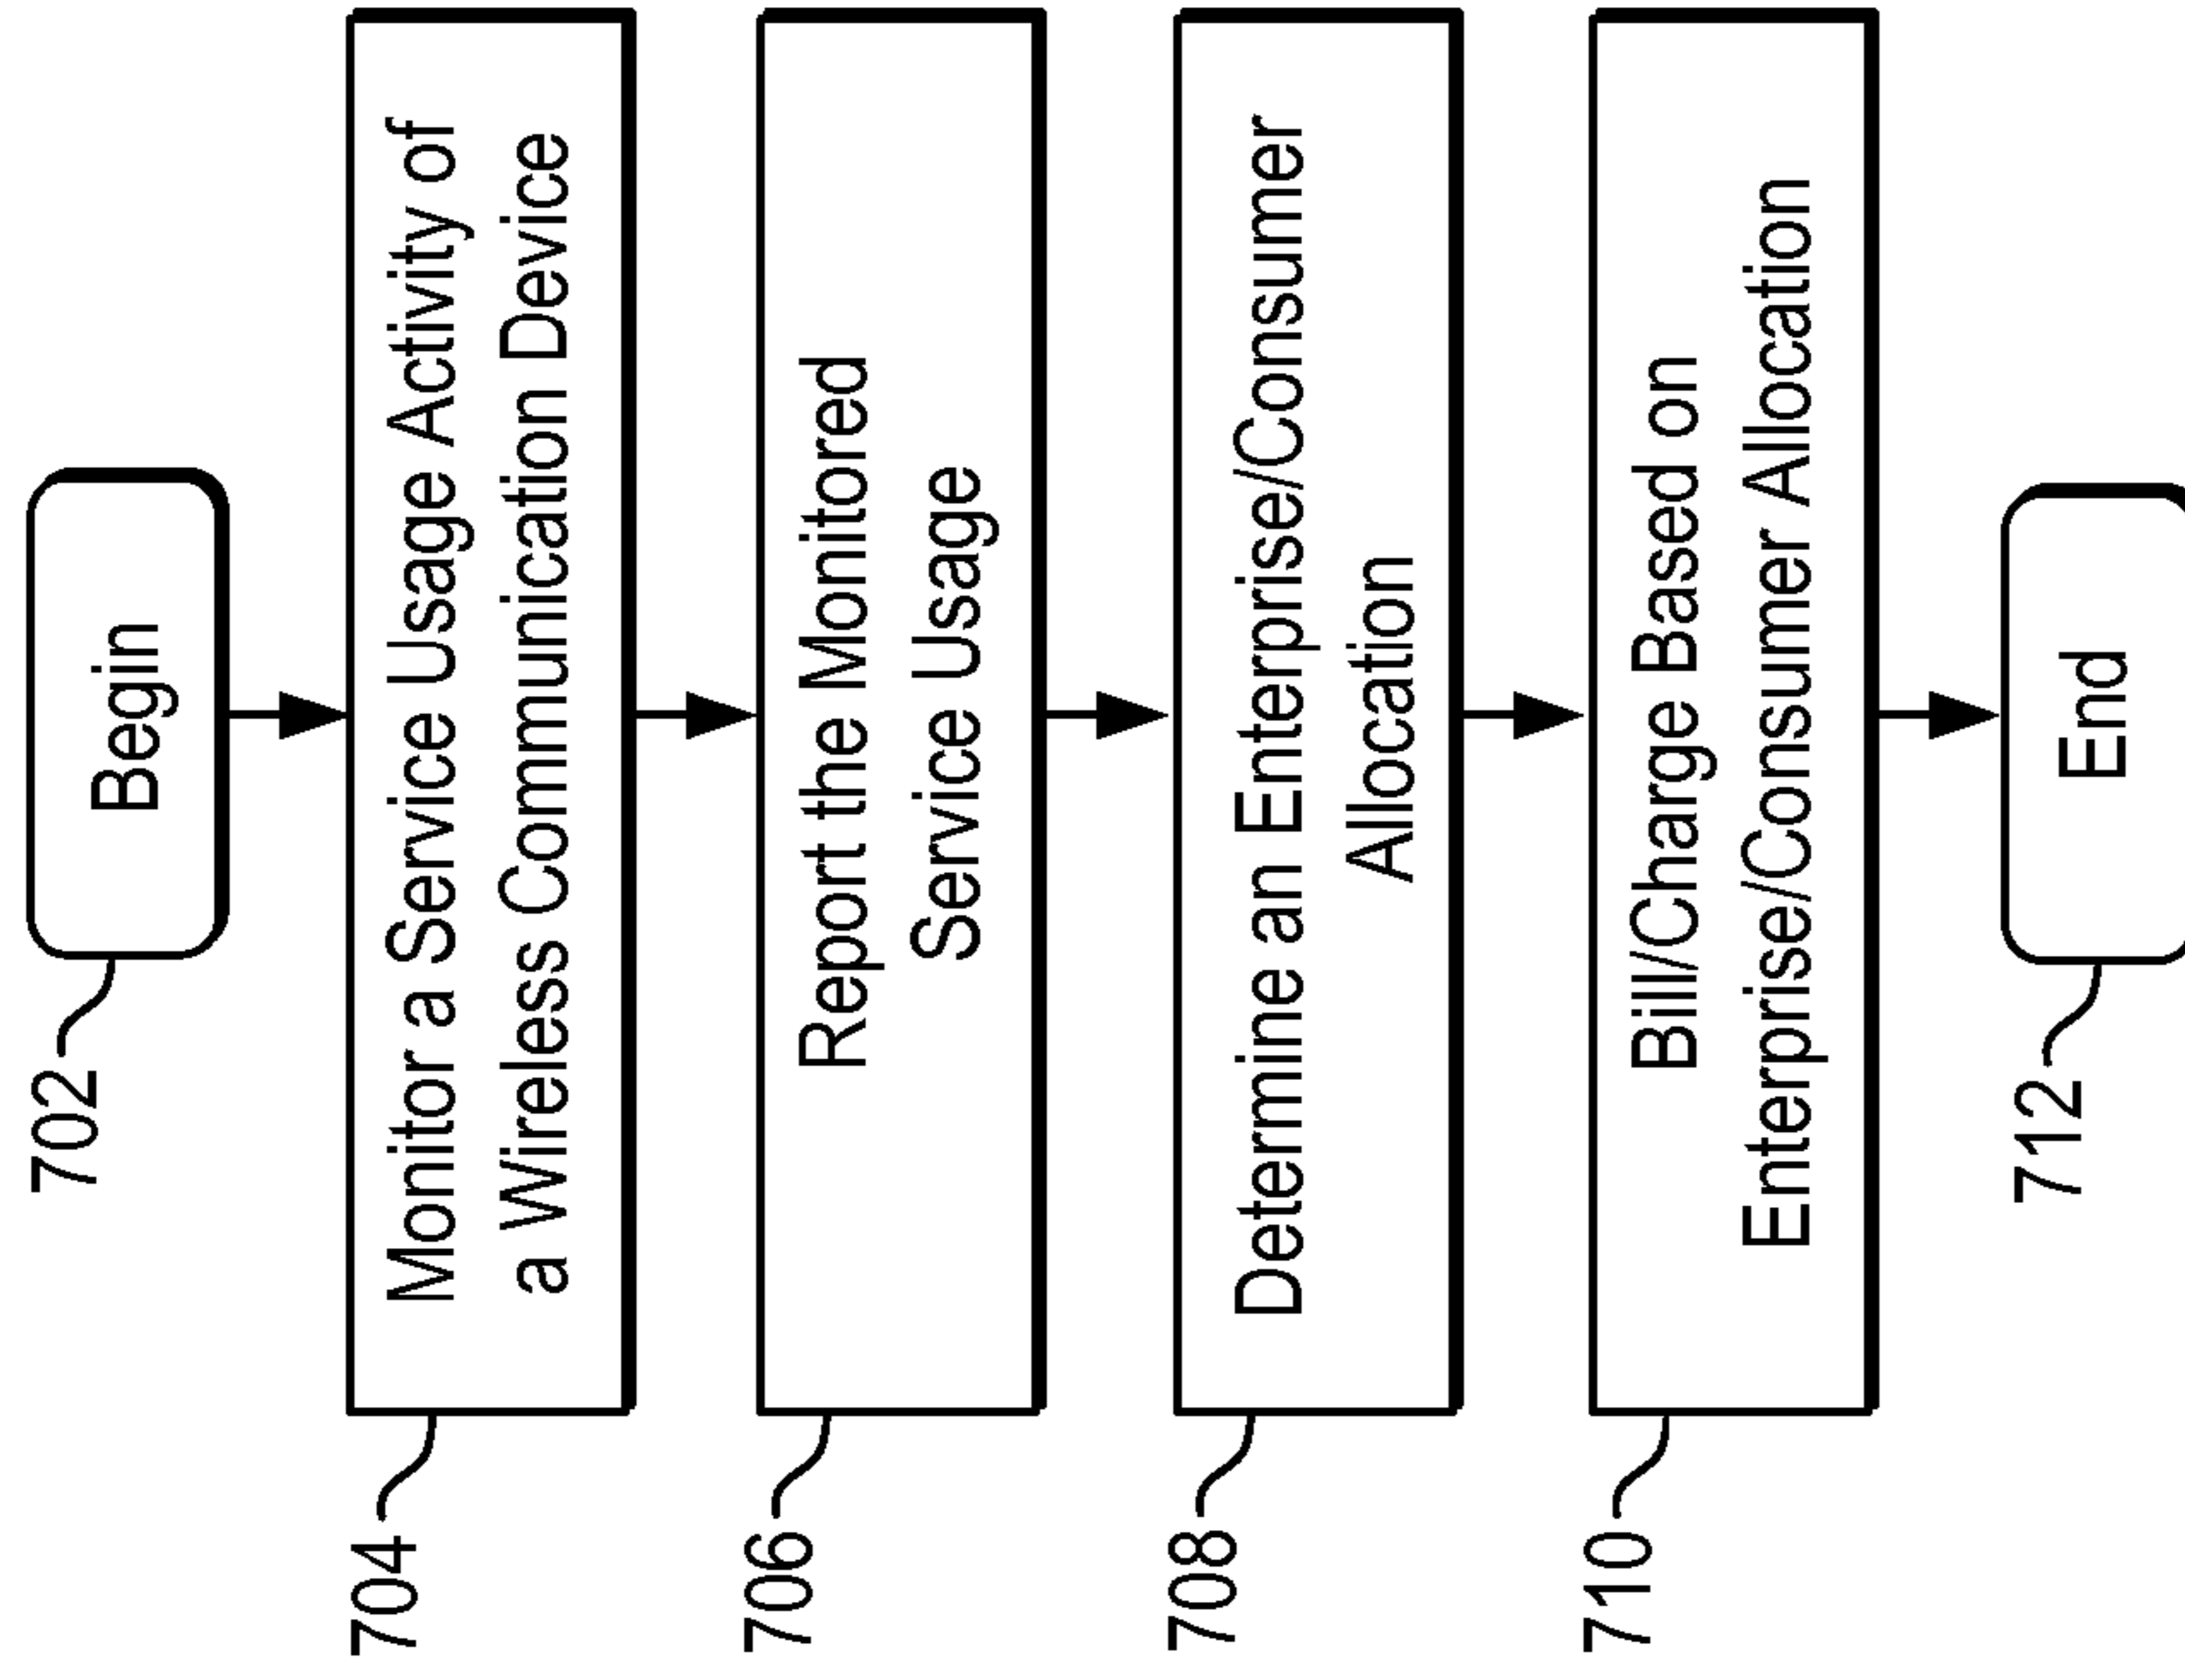 Begin
702
Monitor a Service Usage Activity of
a Wireless Communication Device
704
Report the Monitored
Service Usage
706
Determine an Enterprise/Consumer
Allocation
708
Bill/Charge Based on
Enterprise/Consumer Allocation
710
End
712